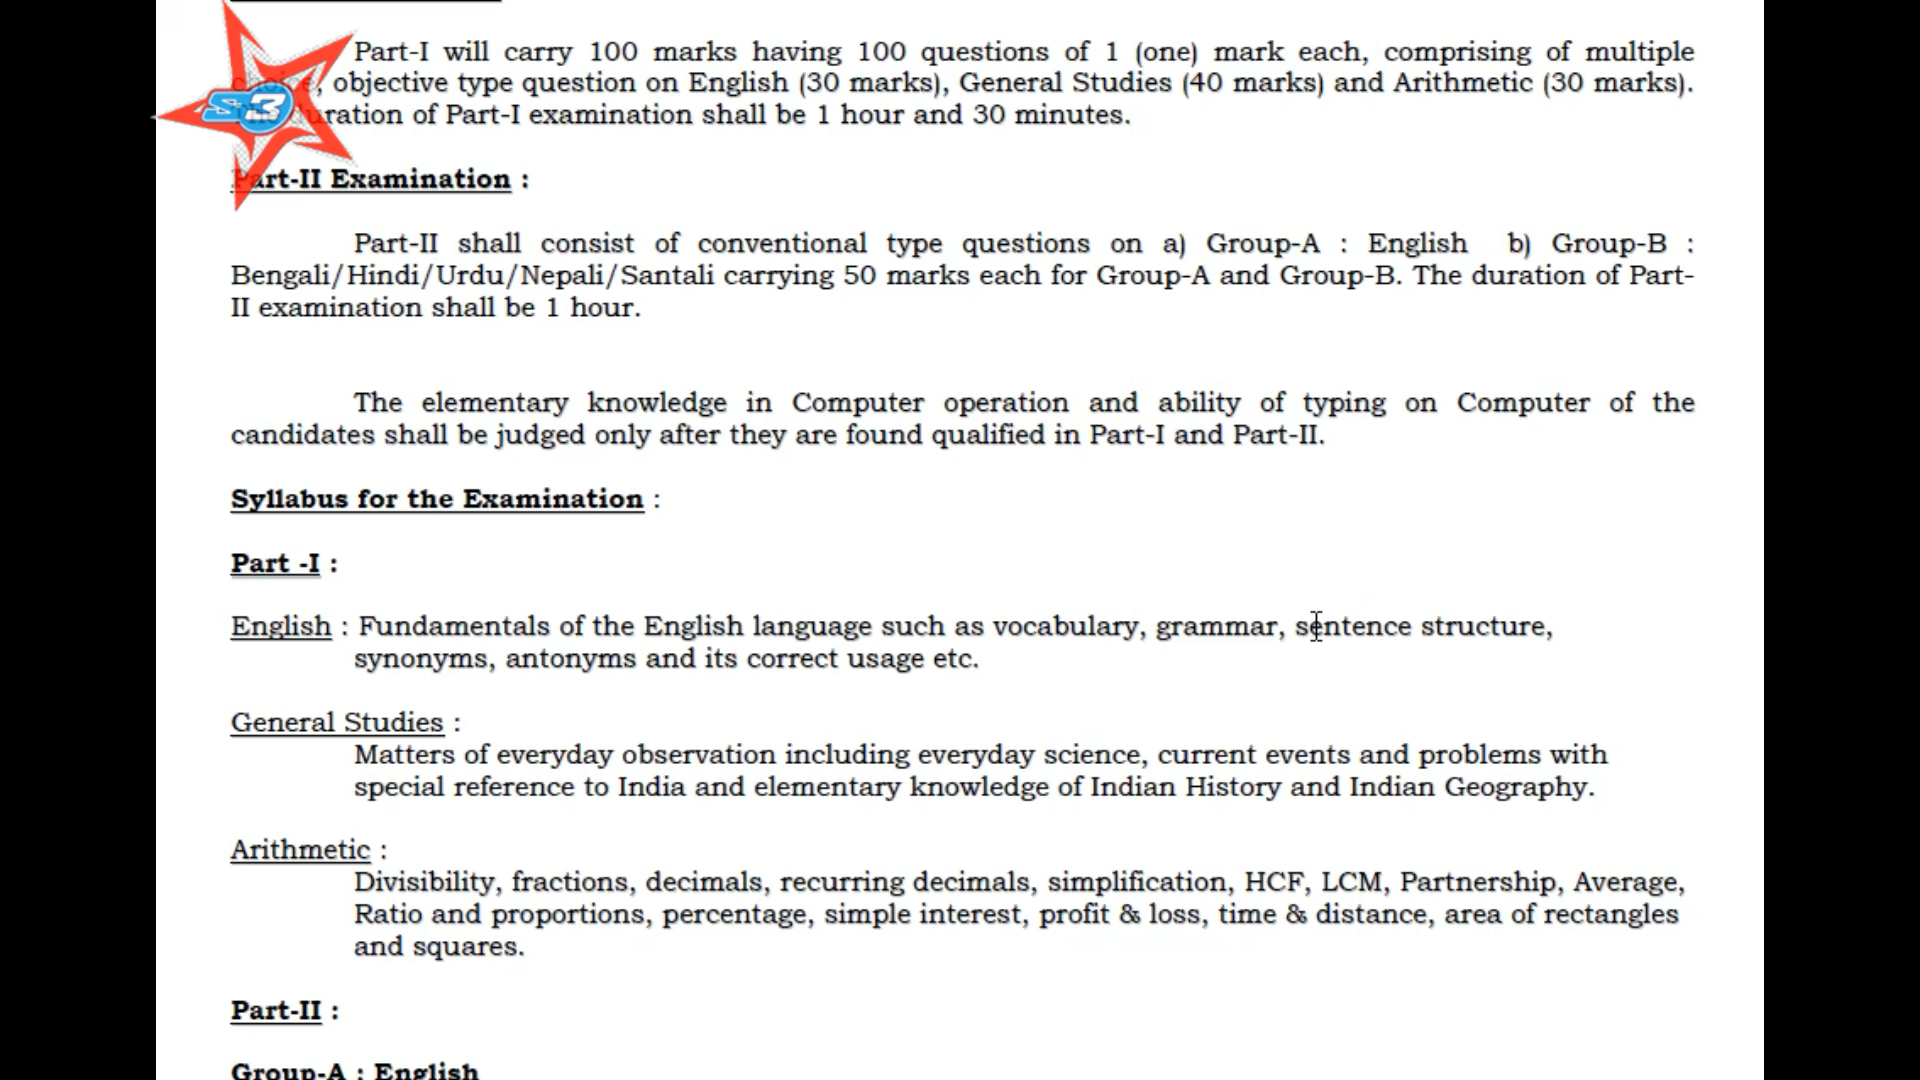 Part-I will carry 100 marks having 100 questions of 1 (one) mark each, comprising of multiple
choice, objective type question on English (30 marks), General Studies (40 marks) and Arithmetic (30 marks).
The duration of Part-I examination shall be 1 hour and 30 minutes.
S3
Part-II Examination :
Part-II shall consist of conventional type questions on a) Group-A : English b) Group-B :
Bengali/Hindi/Urdu/Nepali/Santali carrying 50 marks each for Group-A and Group-B. The duration of Part-
II examination shall be 1 hour.
The elementary knowledge in Computer operation and ability of typing on Computer of the
candidates shall be judged only after they are found qualified in Part-I and Part-II.
Syllabus for the Examination :
Part -I :
English : Fundamentals of the English language such as vocabulary, grammar, sentence structure,
synonyms, antonyms and its correct usage etc.
General Studies :
Matters of everyday observation including everyday science, current events and problems with
special reference to India and elementary knowledge of Indian History and Indian Geography.
Arithmetic :
Divisibility, fractions, decimals, recurring decimals, simplification, HCF, LCM, Partnership, Average,
Ratio and proportions, percentage, simple interest, profit & loss, time & distance, area of rectangles
and squares.
Part-II :
Group-A : English